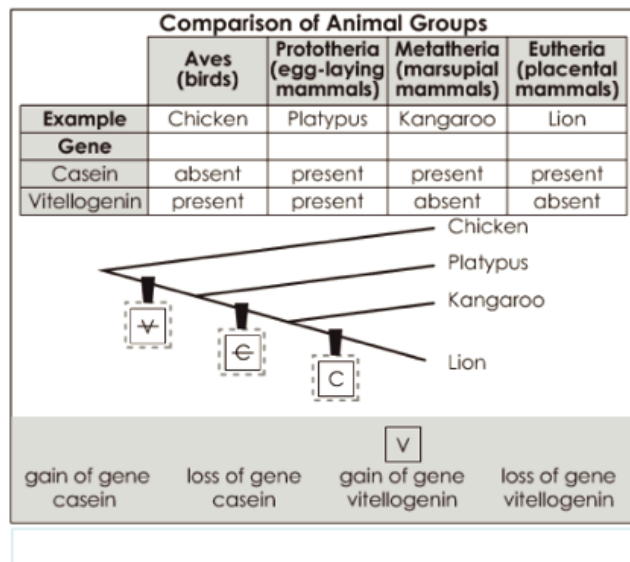 Comparison of Animal Groups
Aves (birds) Prototheria (egg-laying mammals) Metatheria (marsupial mammals) Eutheria (placental mammals)
Example Chicken Platypus Kangaroo Lion
Gene
Casein absent present present present
Vitellogenin present present absent absent
Chicken
Platypus
Kangaroo
Lion
V
C
C
V
gain of gene casein
loss of gene casein
gain of gene vitellogenin
loss of gene vitellogenin